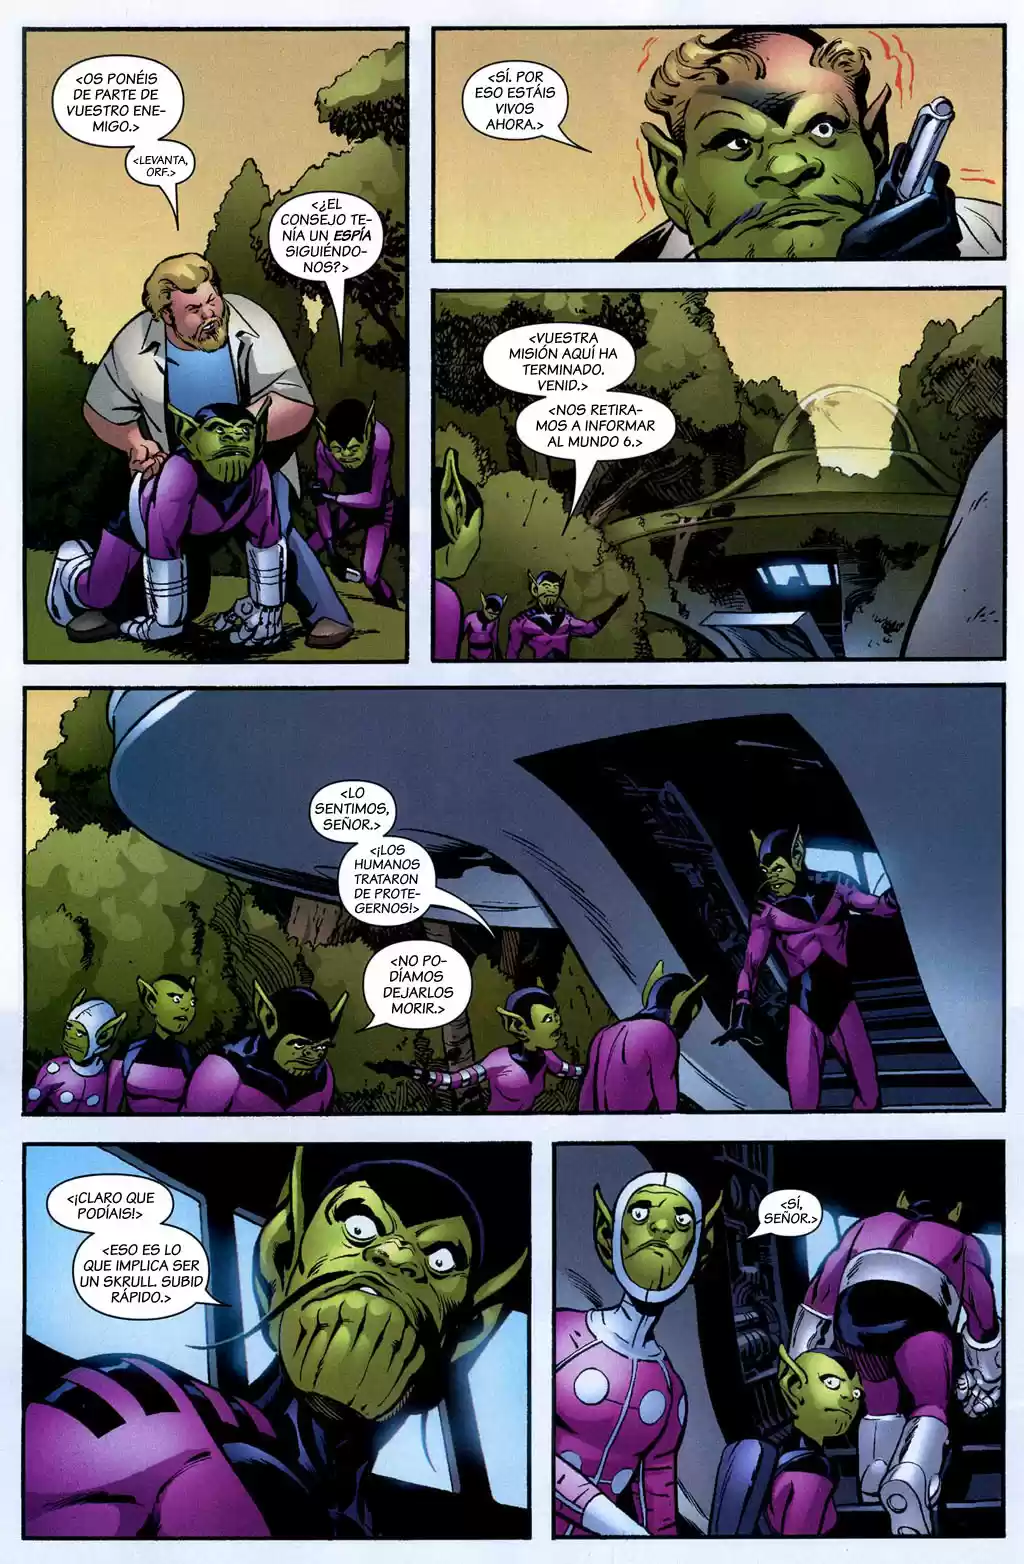 <OS PONÉIS
DE PARTE DE
VUESTRO ENE-
MIGO.>
<LEVANTA,
ORF.>
<¿EL
CONSEJO TE-
NÍA UN ESPÍA
SIGUIÉNDO-
NOS?>
<SÍ. POR
ESO ESTÁIS
VIVOS
AHORA.>
<VUESTRA
MISIÓN AQUÍ HA
TERMINADO.
VENID.>
<NOS RETIRA-
MOS A INFORMAR
AL MUNDO 6.>
<LO
SENTIMOS,
SEÑOR.>
<¡LOS
HUMANOS
TRATARON
DE PROTE-
GERNOS!>
<NO PO-
DÍAMOS
DEJARLOS
MORIR.>
<¡CLARO QUE
PODÍAIS!>
<ESO ES LO
QUE IMPLICA SER
UN SKRULL. SUBID
RÁPIDO.>
<SÍ,
SEÑOR.>